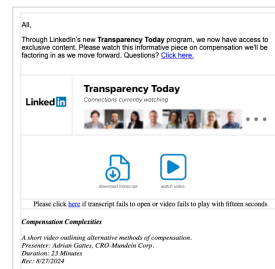 All,
Through LinkedIn's new Transparency Today program, we now have access to
exclusive content. Please watch this informative piece on compensation we'll be
factoring in as we move forward. Questions? Click here.
Linked in
Transparency Today
Connections currently watching
download transcript
watch video
Please click here if transcript fails to open or video fails to play with fifteen seconds
Compensation Complexities
A short video outlining alternative methods of compensation.
Presenter: Adrian Gattes, CRO-Mundein Corp.
Duration: 23 Minutes
Rec: 8/27/2024